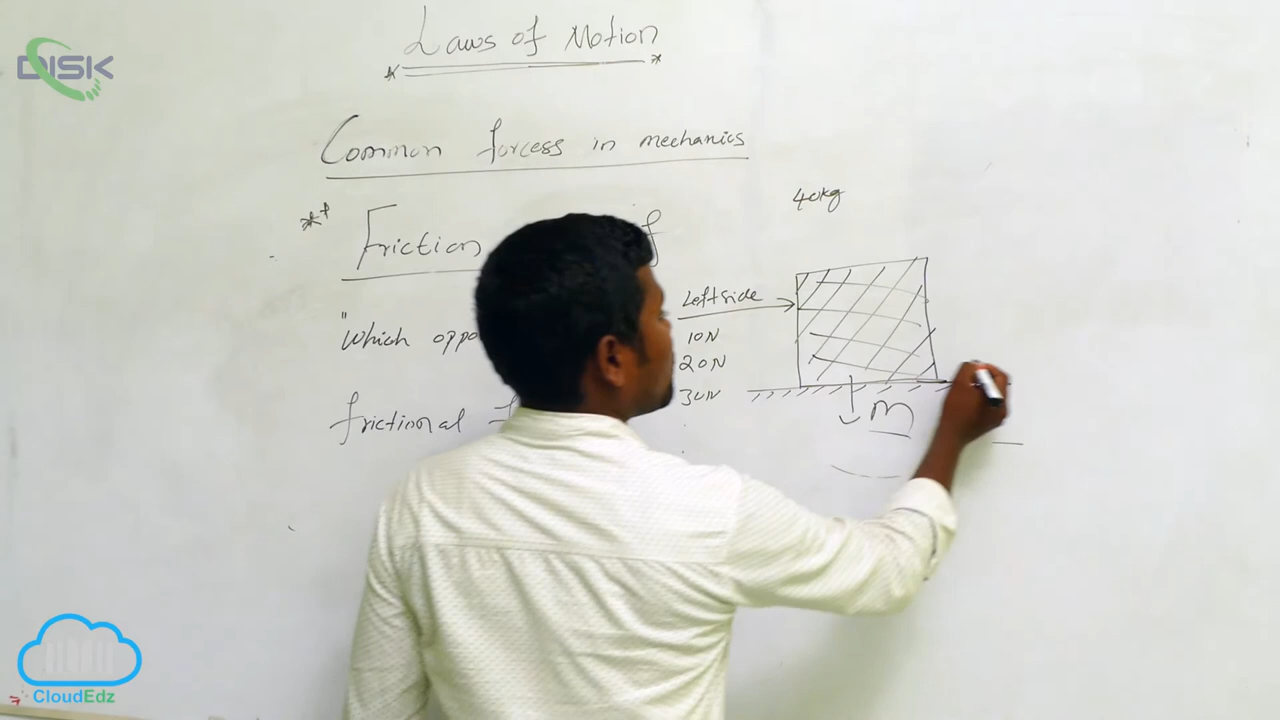 DISK
Laws of Motion
Common forcess in mechanics
40kg
Friction f
Left side
"Which oppo
10N
20N
30N
frictional f
m
CloudEdz